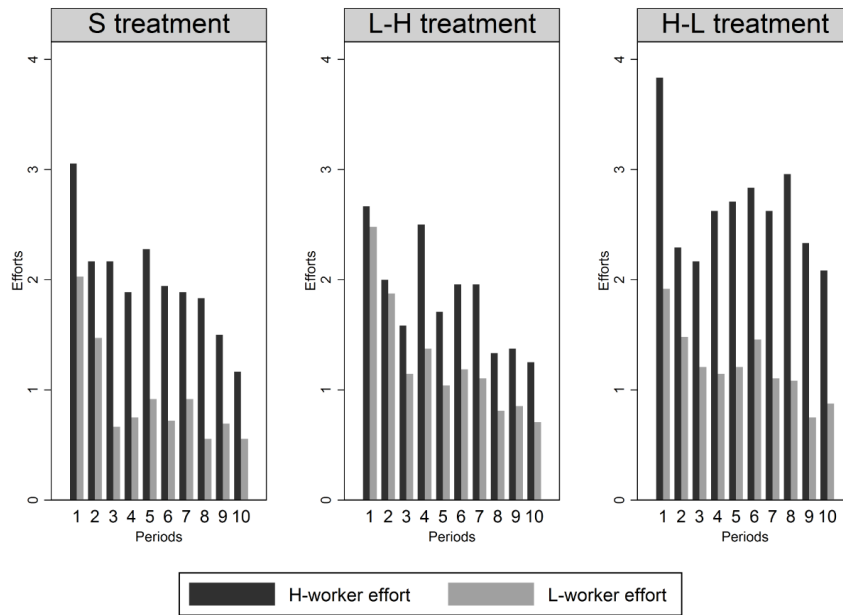 S treatment
L-H treatment
H-L treatment
4
3
2
1
0
Efforts
1 2 3 4 5 6 7 8 9 10
Periods
4
3
2
1
0
Efforts
1 2 3 4 5 6 7 8 9 10
Periods
4
3
2
1
0
Efforts
1 2 3 4 5 6 7 8 9 10
Periods
H-worker effort
L-worker effort